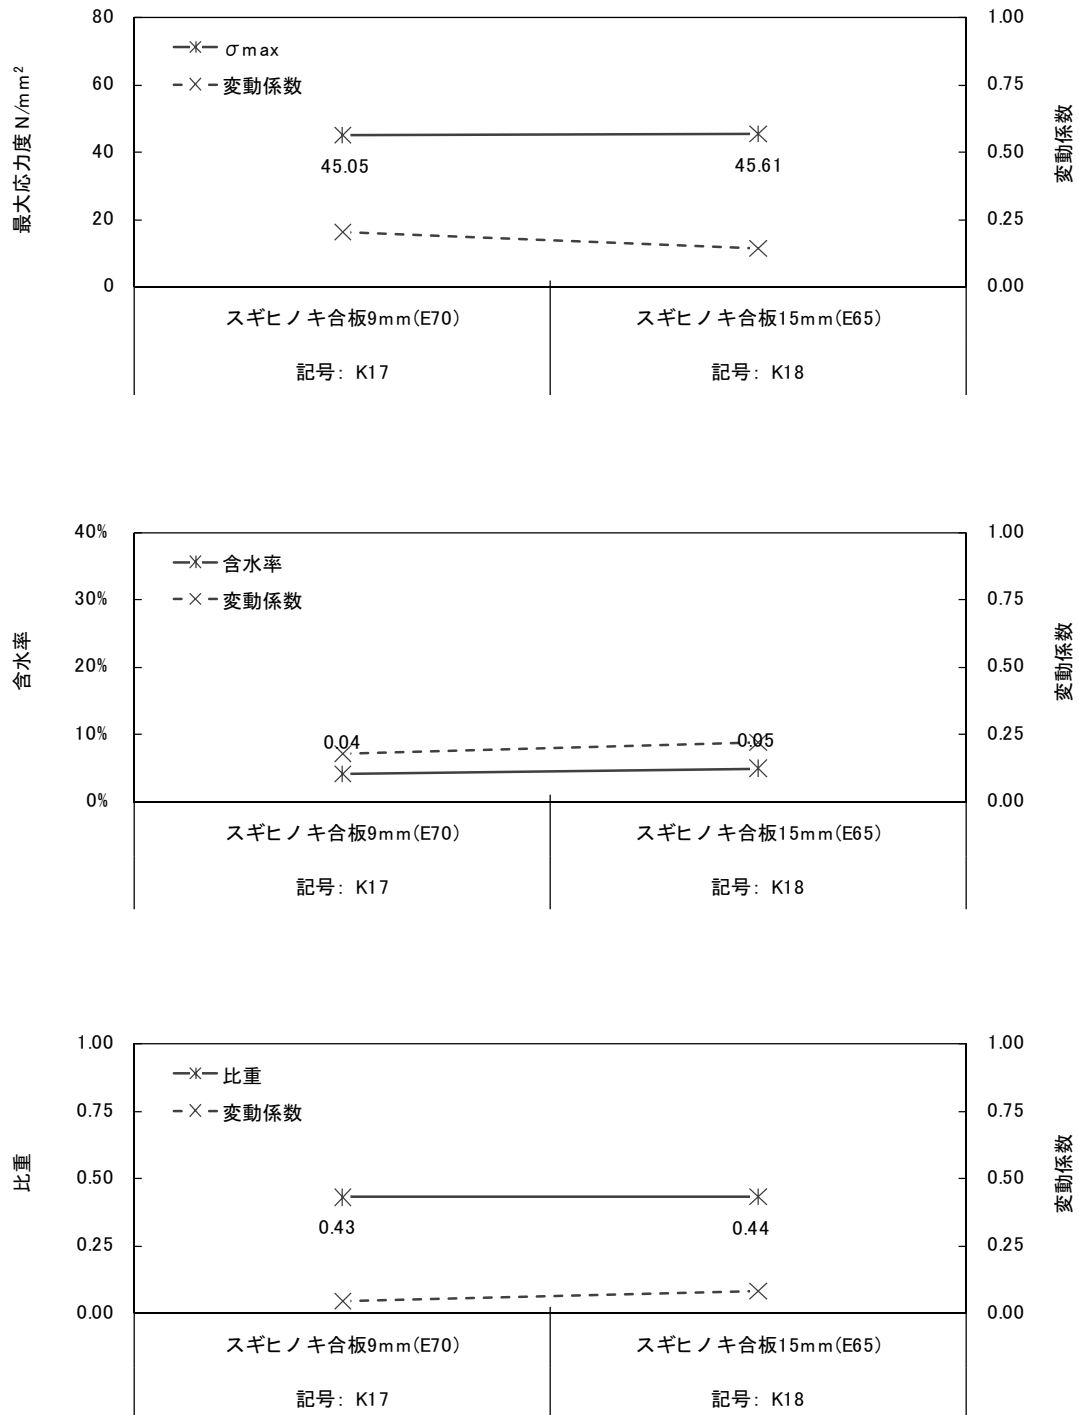 最大応力度 N/mm²
80
60
40
20
0
σmax
変動係数
45.05
45.61
1.00
0.75
0.50
0.25
0.00
変動係数
スギヒノキ合板9mm(E70)
スギヒノキ合板15mm(E65)
記号: K17
記号: K18
含水率
40%
30%
20%
10%
0%
含水率
変動係数
0.04
0.05
1.00
0.75
0.50
0.25
0.00
変動係数
スギヒノキ合板9mm(E70)
スギヒノキ合板15mm(E65)
記号: K17
記号: K18
比重
1.00
0.75
0.50
0.25
0.00
比重
変動係数
0.43
0.44
1.00
0.75
0.50
0.25
0.00
変動係数
スギヒノキ合板9mm(E70)
スギヒノキ合板15mm(E65)
記号: K17
記号: K18